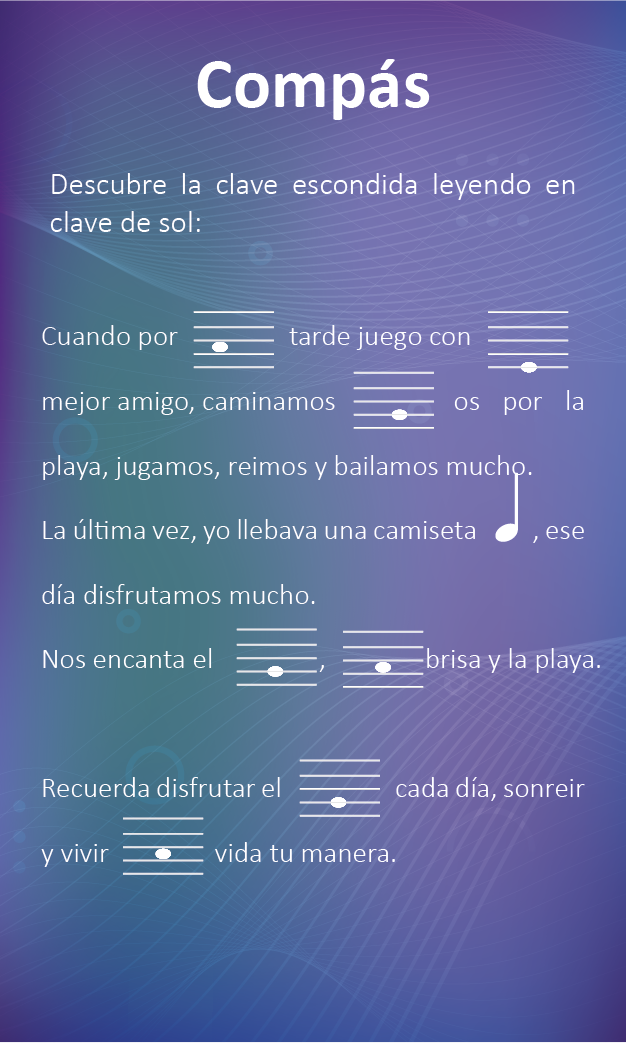 Compás
Descubre la clave escondida leyendo en
clave de sol:
Cuando por tarde juego con
mejor amigo, caminamos os por la
playa, jugamos, reimos y bailamos mucho.
La última vez, yo llebava una camiseta , ese
día disfrutamos mucho.
Nos encanta el , brisa y la playa.
Recuerda disfrutar el cada día, sonreir
y vivir vida tu manera.